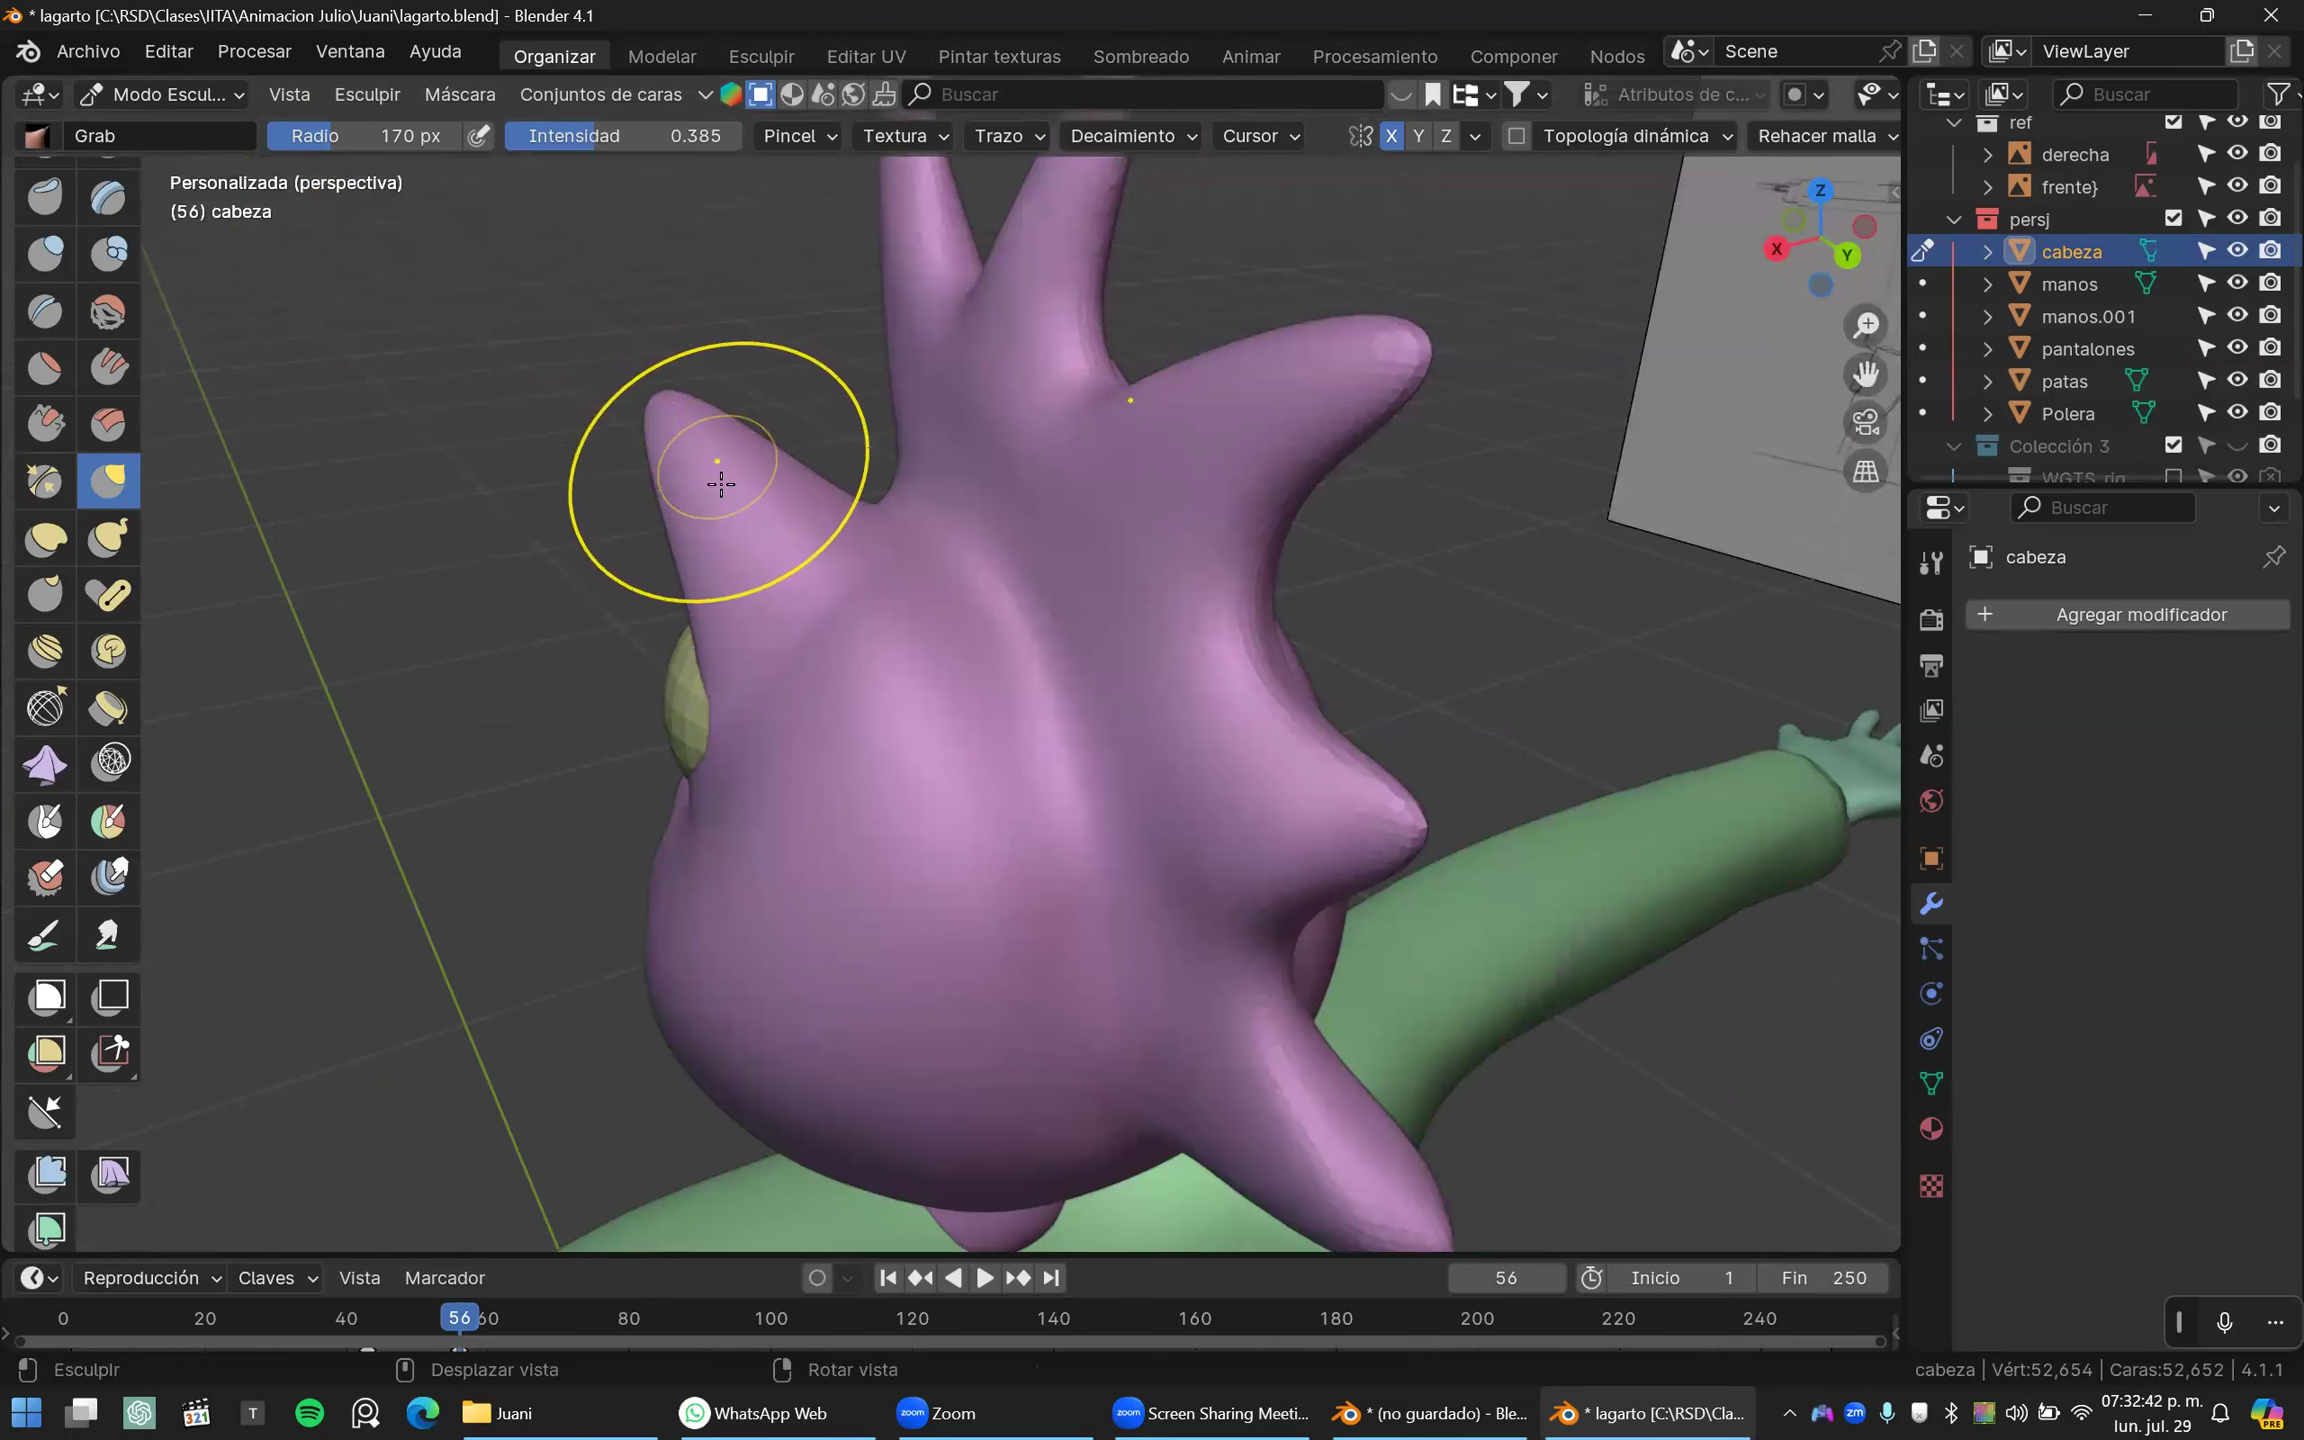 * lagarto [C:\RSD\Clases\IITA\Animacion Julio\Juani\lagarto.blend] - Blender 4.1
Archivo Editar Procesar Ventana Ayuda Organizar Modelar Esculpir Editar UV Pintar texturas Sombreado Animar Procesamiento Componer Nodos Scene ViewLayer
Modo Escul... Vista Esculpir Máscara Conjuntos de caras Buscar Atributos de c... Buscar
Grab Radio 170 px Intensidad 0.385 Pincel Textura Trazo Decaimiento Cursor X Y Z Topología dinámica Rehacer malla
Personalizada (perspectiva)
(56) cabeza
Z
X
Y
ref
derecha
frente}
persj
cabeza
manos
manos.001
pantalones
patas
Polera
Colección 3
WGTS_rig
Buscar
cabeza
Agregar modificador
Reproducción Claves Vista Marcador 56 Inicio 1 Fin 250
0 20 40 56 60 80 100 120 140 160 180 200 220 240
Esculpir Desplazar vista Rotar vista cabeza | Vért:52,654 | Caras:52,652 | 4.1.1
321 T Juani WhatsApp Web zoom Zoom zoom Screen Sharing Meeti... * (no guardado) - Ble... * lagarto [C:\RSD\Cla... zm PRE
07:32:42 p. m.
lun. jul. 29